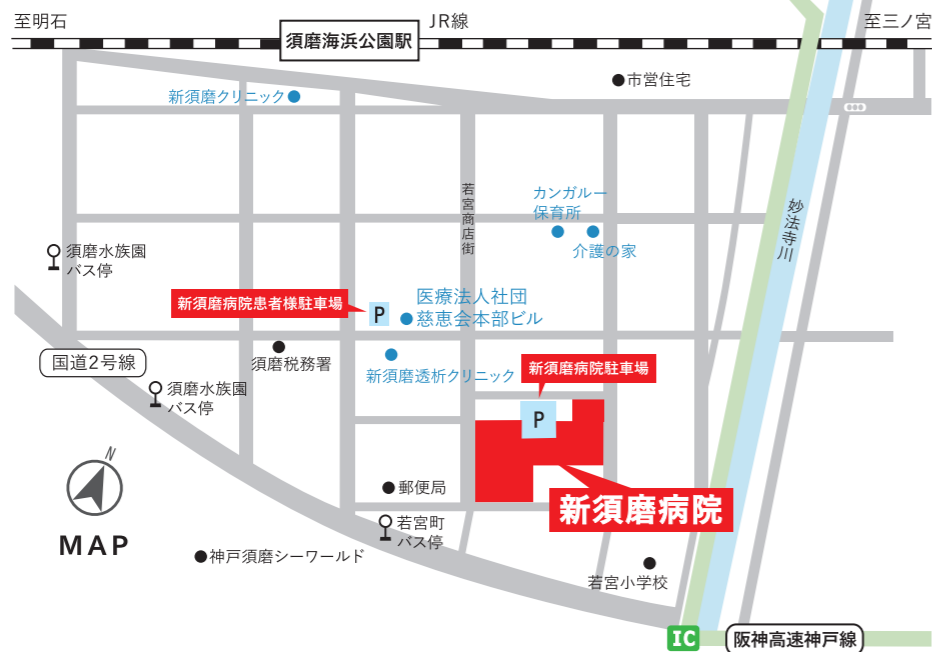 至明石
JR線
至三ノ宮
須磨海浜公園駅
市営住宅
新須磨クリニック
若宮商店街
カンガルー
保育所
介護の家
妙法寺川
須磨水族園
バス停
新須磨病院患者様駐車場
P
医療法人社団
慈恵会本部ビル
国道2号線
須磨税務署
新須磨透析クリニック
新須磨病院駐車場
須磨水族園
バス停
P
N
MAP
郵便局
新須磨病院
若宮町
バス停
神戸須磨シーワールド
若宮小学校
IC
阪神高速神戸線